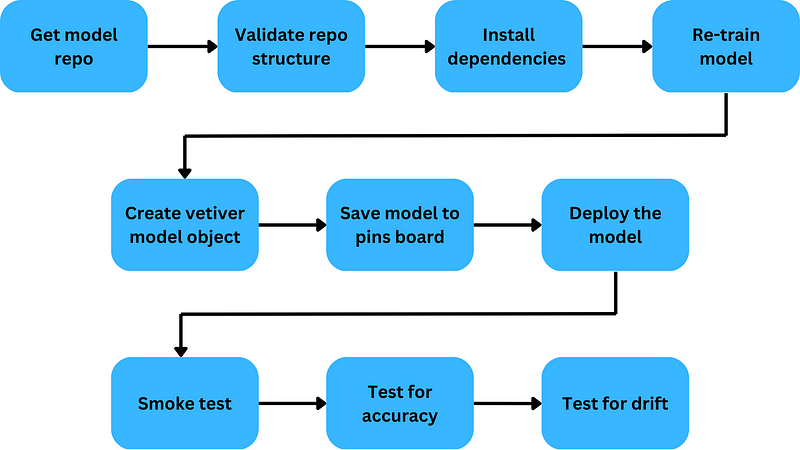 Get model
repo
Validate repo
structure
Install
dependencies
Re-train
model
Create vetiver
model object
Save model to
pins board
Deploy the
model
Smoke test
Test for
accuracy
Test for drift